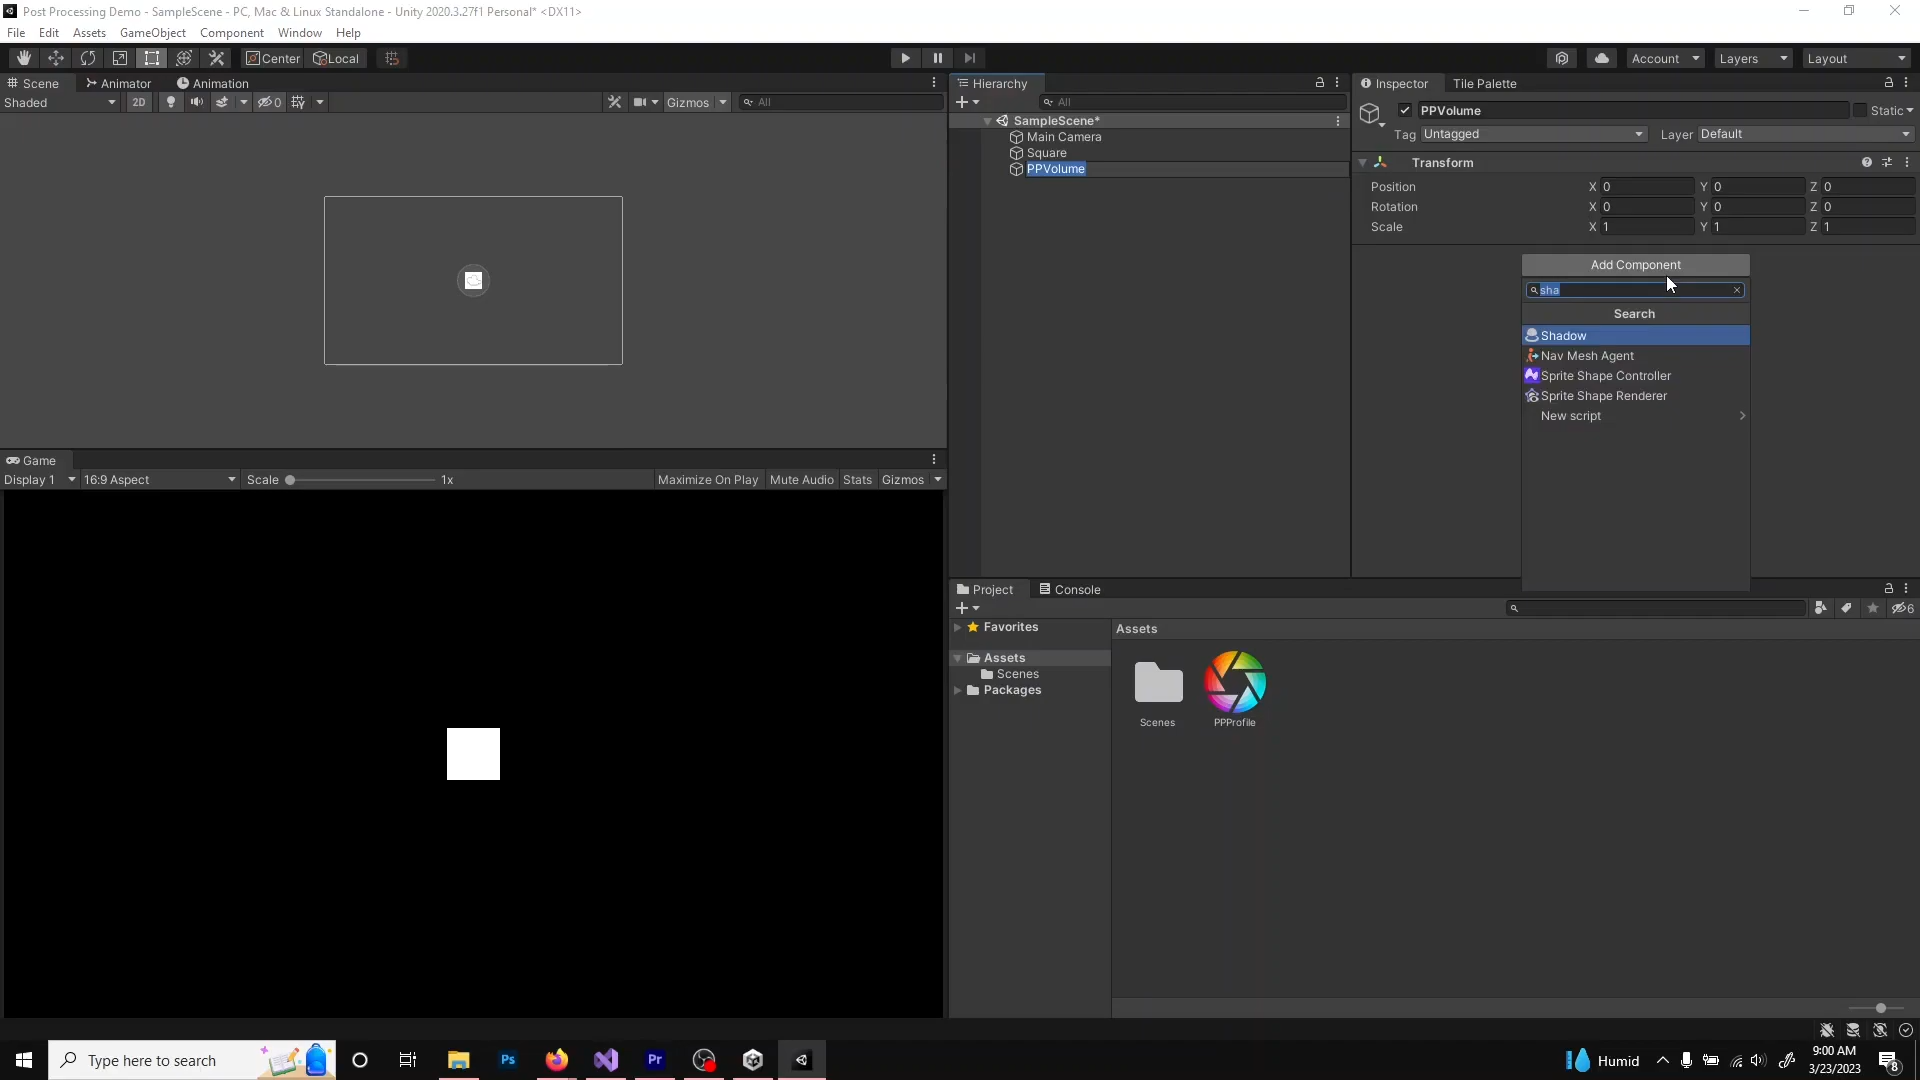 Post Processing Demo - SampleScene - PC, Mac & Linux Standalone - Unity 2020.3.27f1 Personal* <DX11>
File Edit Assets GameObject Component Window Help
Center Local Account Layers Layout
Scene Animator Animation
Shaded 2D 0 Gizmos All
Hierarchy
All
SampleScene*
Main Camera
Square
PPVolume
Inspector Tile Palette
PPVolume Static
Tag Untagged Layer Default
Transform
Position X 0 Y 0 Z 0
Rotation X 0 Y 0 Z 0
Scale X 1 Y 1 Z 1
Add Component
sha
Search
Shadow
Nav Mesh Agent
Sprite Shape Controller
Sprite Shape Renderer
New script
Game
Display 1 16:9 Aspect Scale 1x Maximize On Play Mute Audio Stats Gizmos
Project Console
6
Favorites
Assets
Scenes
Packages
Assets
Scenes PPProfile
Type here to search
Ps
Pr
Humid
9:00 AM
3/23/2023
8